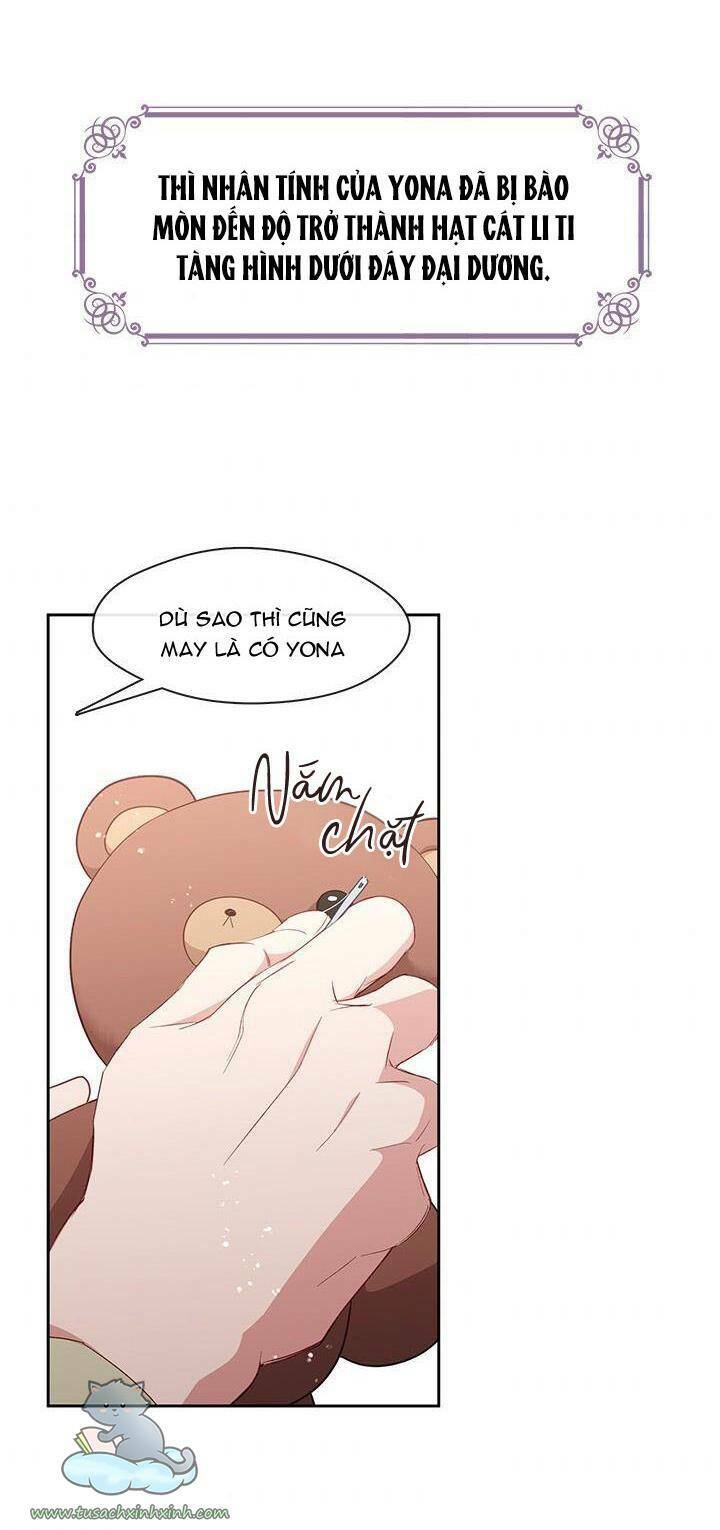 THÌ NHÂN TÍNH CỦA YONA ĐÃ BỊ BÀO
MÒN ĐẾN ĐỘ TRỞ THÀNH HẠT CÁT LI TI
TÀNG HÌNH DƯỚI ĐÁY ĐẠI DƯƠNG.
DÙ SAO THÌ CŨNG
MAY LÀ CÓ YONA
Nắm
chặt
www.tusachxinhxinh.com